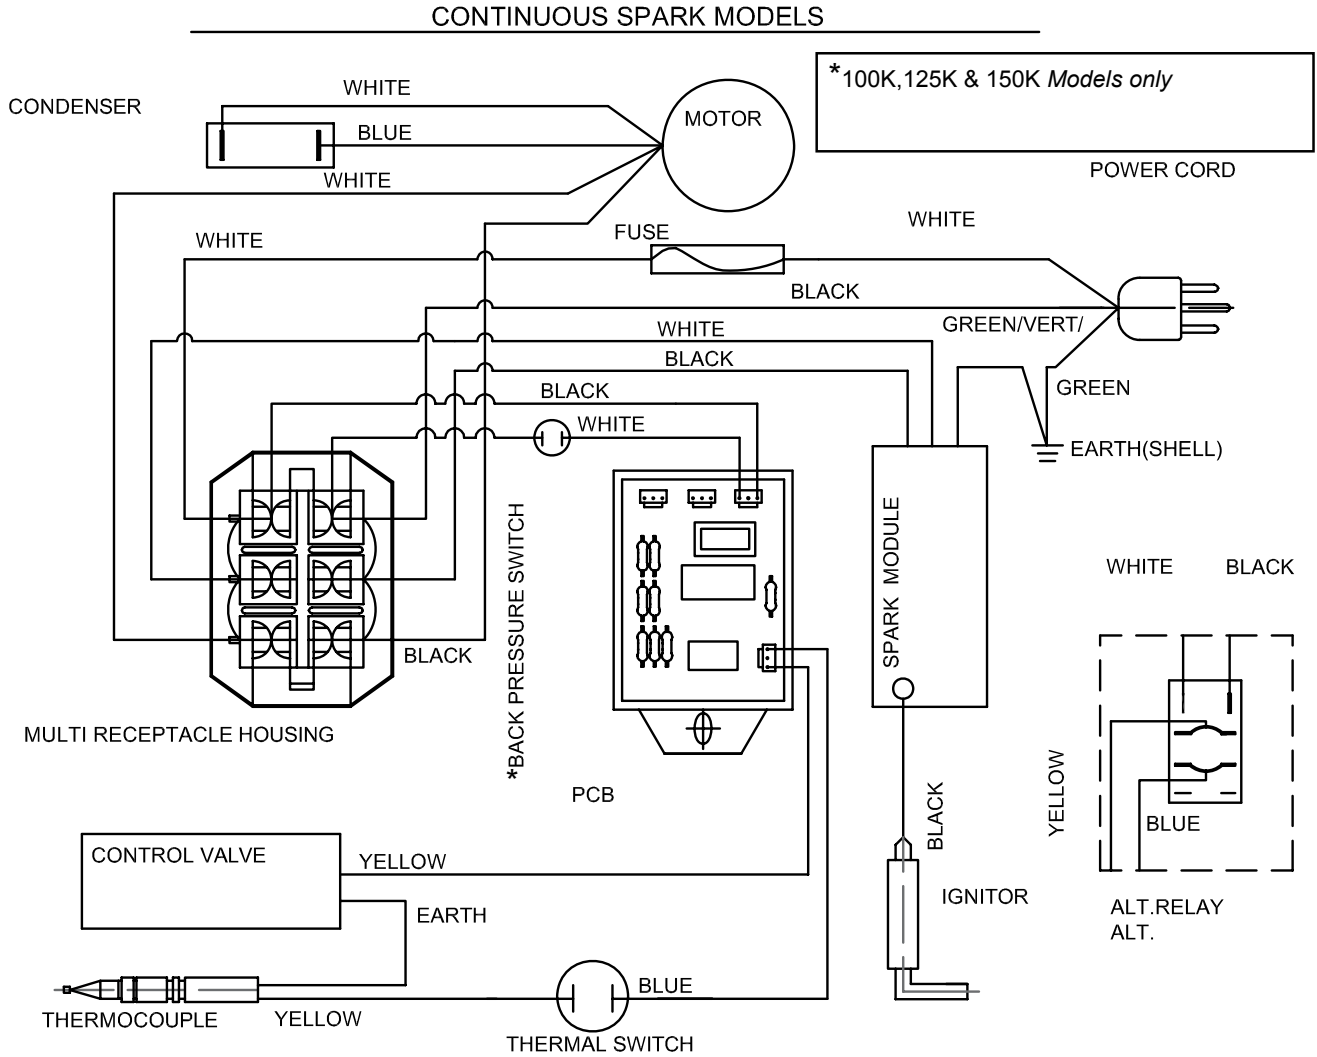 CONTINUOUS SPARK MODELS
*100K,125K & 150K Models only
CONDENSER
WHITE
BLUE
WHITE
MOTOR
POWER CORD
WHITE
FUSE
WHITE
BLACK
GREEN/VERT/
WHITE
BLACK
GREEN
BLACK
WHITE
EARTH(SHELL)
*BACK PRESSURE SWITCH
SPARK MODULE
WHITE
BLACK
BLACK
MULTI RECEPTACLE HOUSING
PCB
YELLOW
BLUE
BLACK
CONTROL VALVE
YELLOW
EARTH
IGNITOR
ALT.RELAY
ALT.
BLUE
THERMOCOUPLE
YELLOW
THERMAL SWITCH